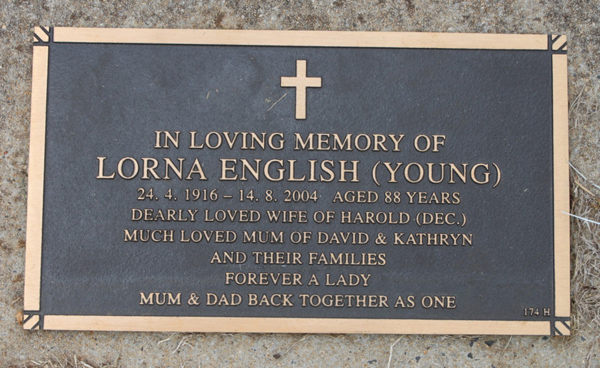 IN LOVING MEMORY OF
LORNA ENGLISH (YOUNG)
24. 4. 1916 – 14. 8. 2004 AGED 88 YEARS
DEARLY LOVED WIFE OF HAROLD (DEC.)
MUCH LOVED MUM OF DAVID & KATHRYN
AND THEIR FAMILIES
FOREVER A LADY
MUM & DAD BACK TOGETHER AS ONE
174 H